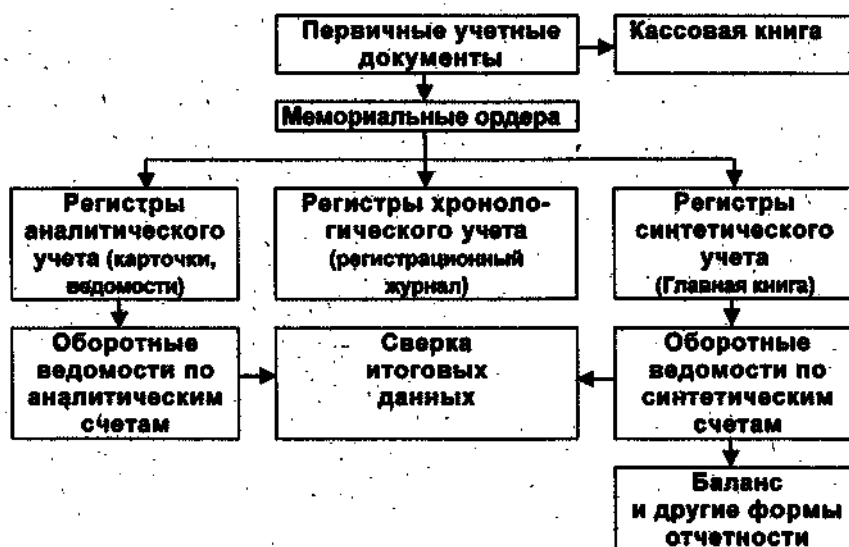 Первичные учетные
документы
Кассовая книга
Мемориальные ордера
Регистры
аналитического
учета (карточки,
ведомости)
Регистры хроноло-
гического учета
(регистрационный
журнал)
Регистры
синтетического
учета
(Главная книга)
Оборотные
ведомости по
аналитическим
счетам
Сверка
итоговых
данных
Оборотные
ведомости по
синтетическим
счетам
Баланс
и другие формы
отчетности